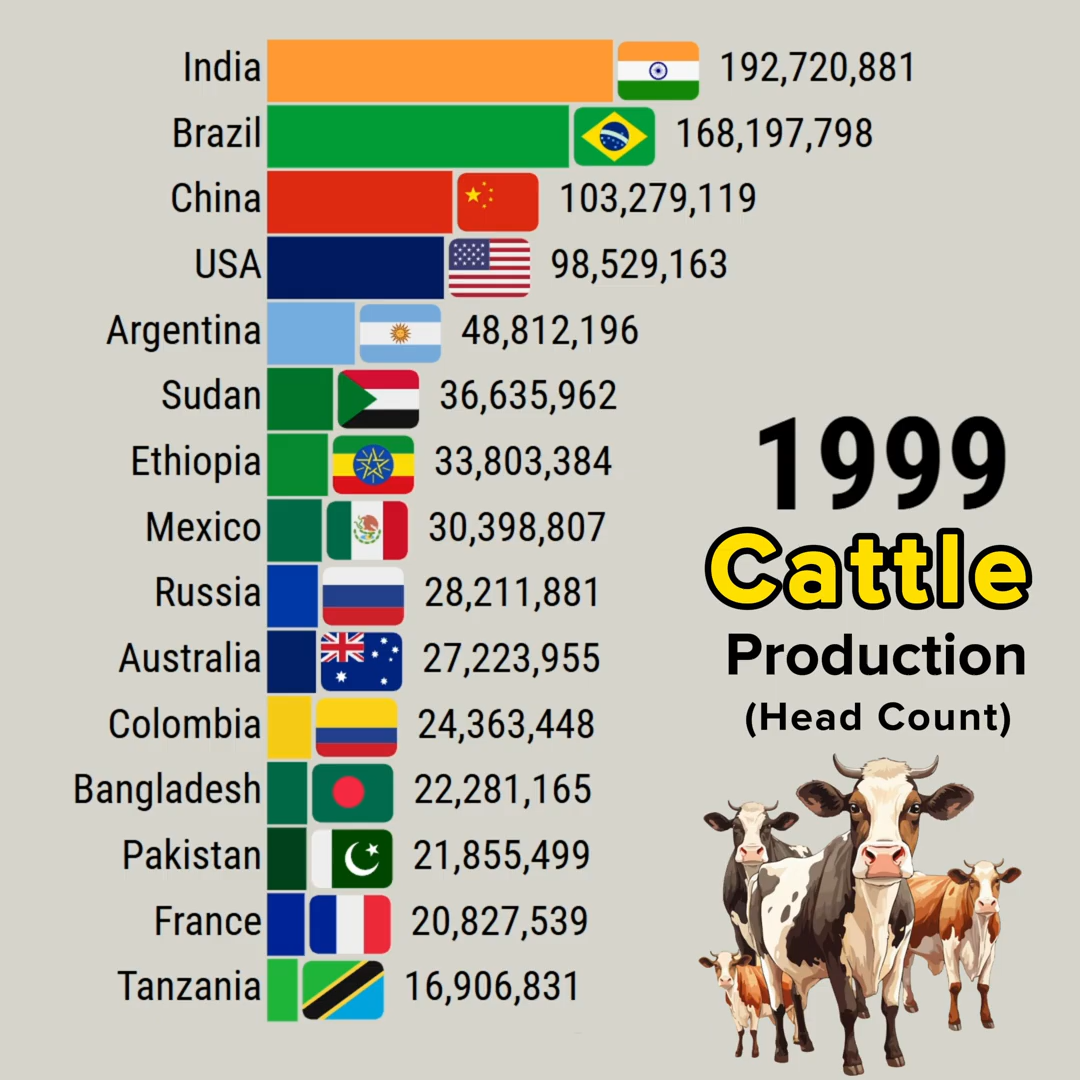 India 192,720,881
Brazil 168,197,798
China 103,279,119
USA 98,529,163
Argentina 48,812,196
Sudan 36,635,962
Ethiopia 33,803,384
Mexico 30,398,807
Russia 28,211,881
Australia 27,223,955
Colombia 24,363,448
Bangladesh 22,281,165
Pakistan 21,855,499
France 20,827,539
Tanzania 16,906,831
1999
Cattle
Production
(Head Count)